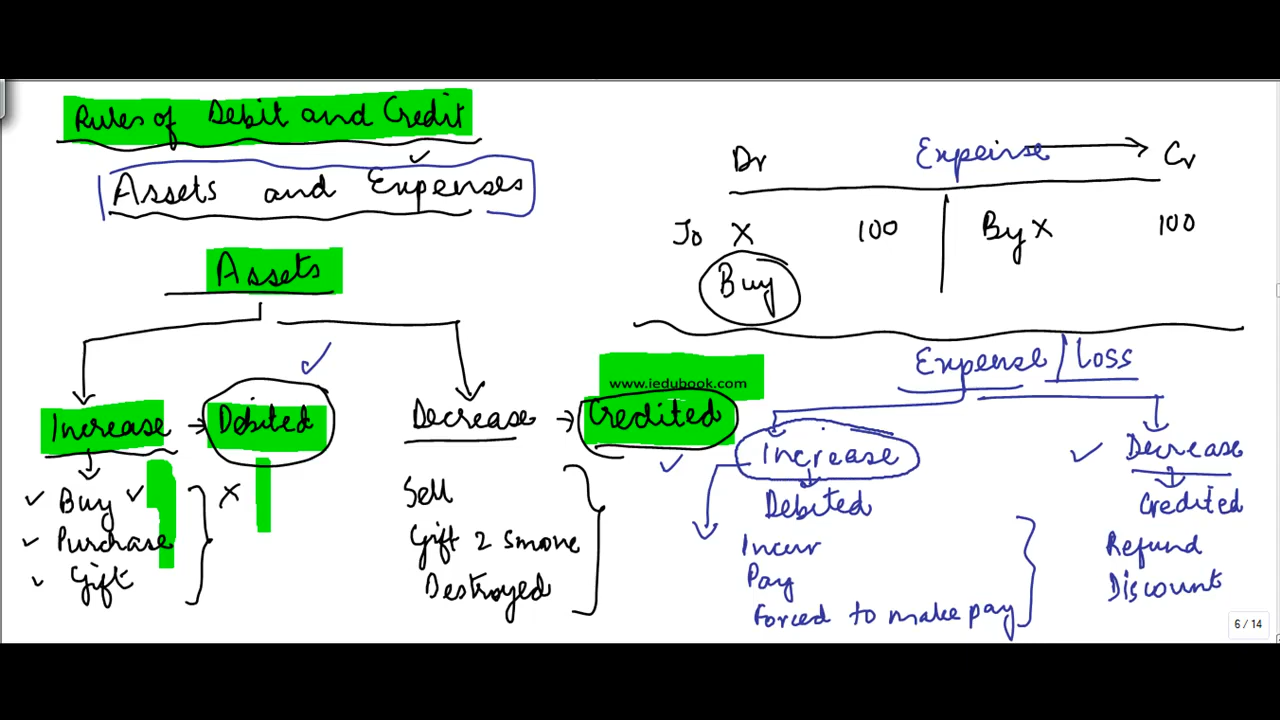 Rules of Debit and Credit
Assets and Expenses
Assets
Increase → Debited
Decrease → Credited
Buy
Purchase
Gift
X
Sell
Gift 2 smone
Destroyed
www.iedubook.com
Dr Expense Cr
To X 100 By X 100
Buy
Expense / Loss
Increase
Debited
Incur
Pay
Forced to make pay
Decrease
Credited
Refund
Discount
6 / 14